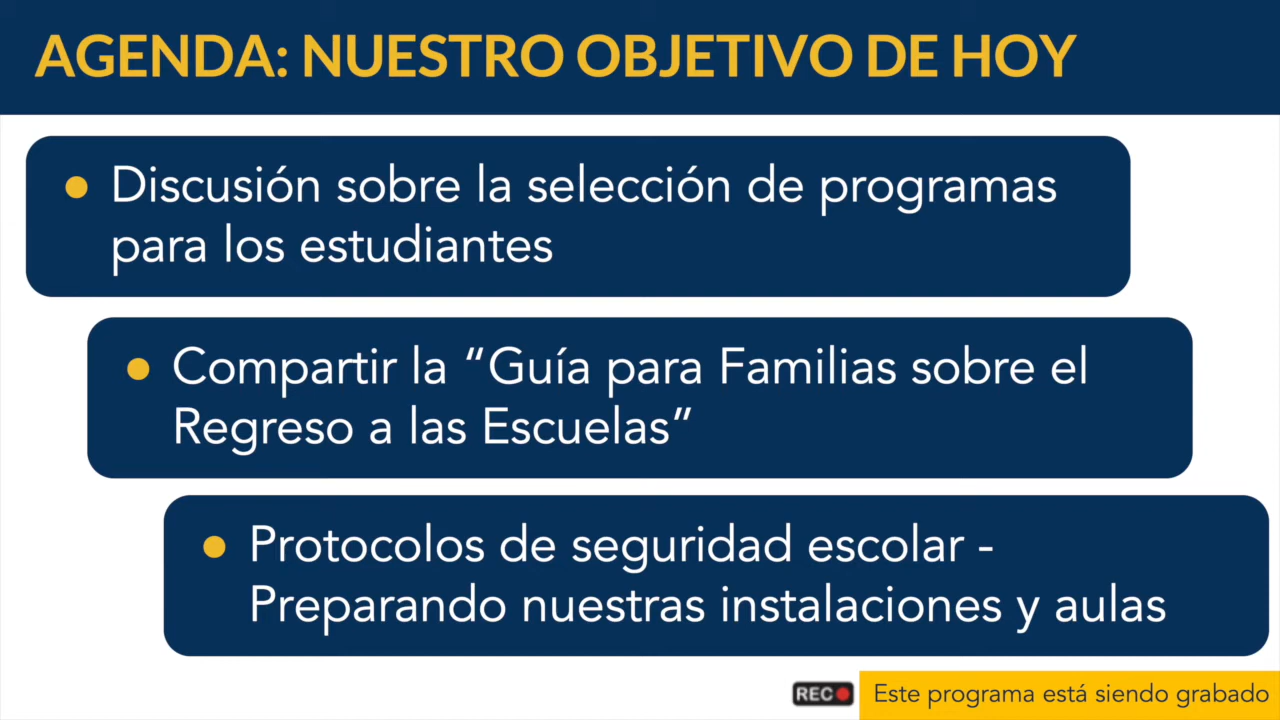 AGENDA: NUESTRO OBJETIVO DE HOY
• Discusión sobre la selección de programas
para los estudiantes
• Compartir la “Guía para Familias sobre el
Regreso a las Escuelas”
• Protocolos de seguridad escolar -
Preparando nuestras instalaciones y aulas
REC
Este programa está siendo grabado